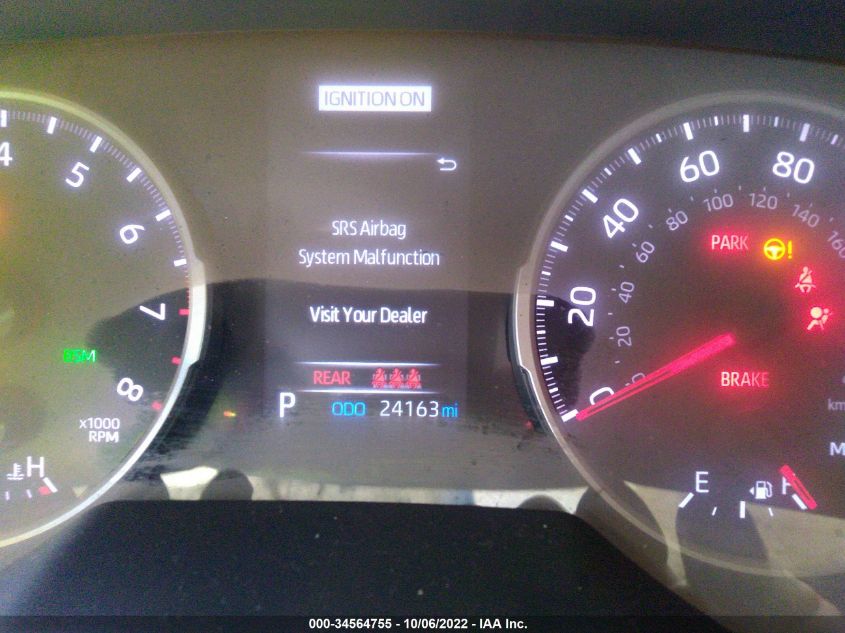 IGNITION ON
SRS Airbag
System Malfunction
Visit Your Dealer
REAR
P ODO 24163 mi
4
5
6
7
8
x1000
RPM
H
0
20
40
60
80
20
40
60
80
100
120
140
160
PARK
!
BRAKE
km
M
E
F
000-34564755 - 10/06/2022 - IAA Inc.